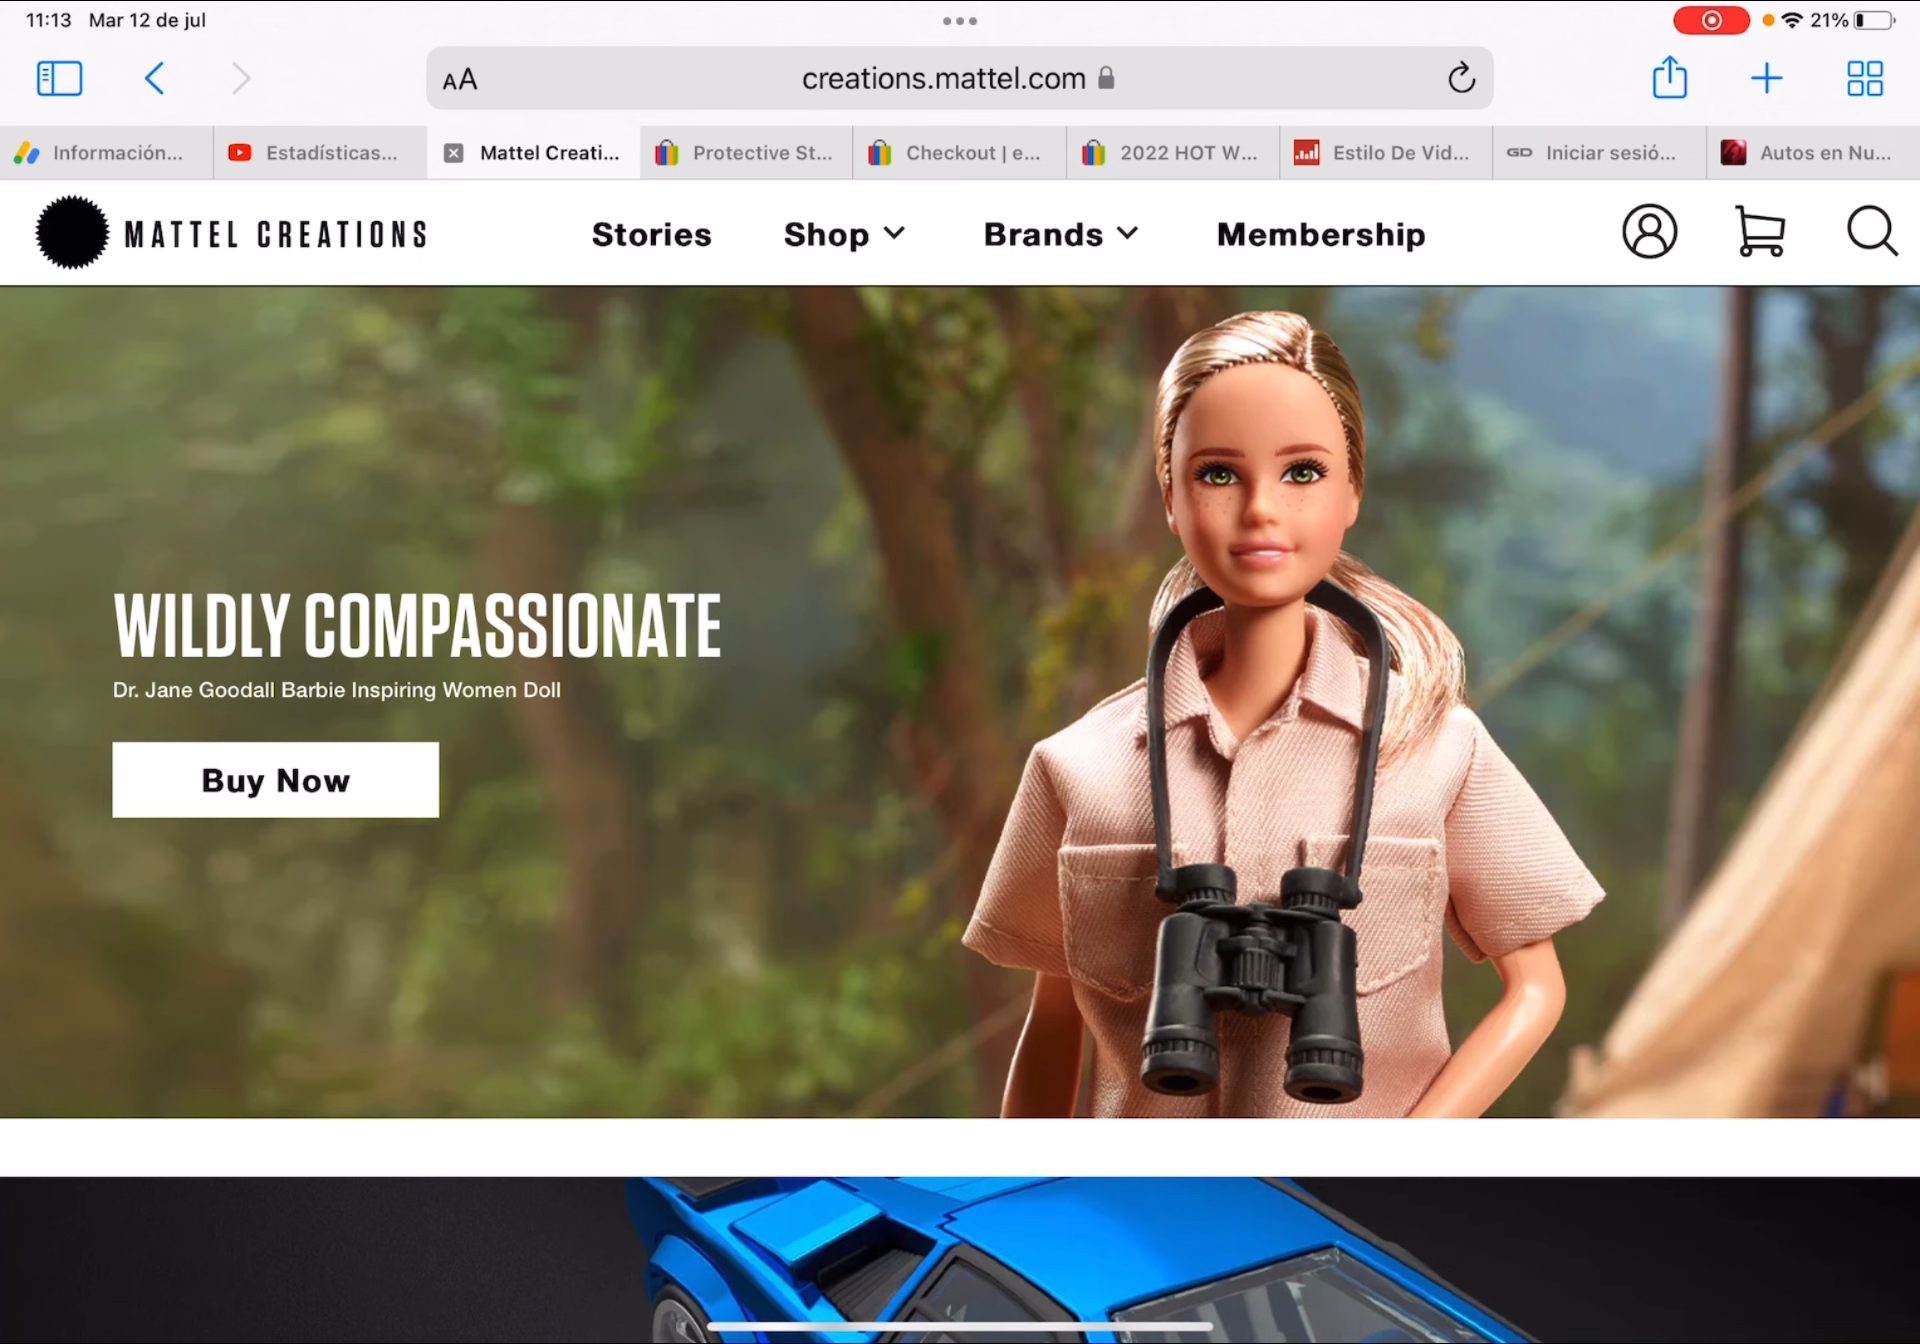 11:13 Mar 12 de jul
21%
AA
creations.mattel.com
Información...
Estadísticas...
Mattel Creati...
Protective St...
Checkout | e...
2022 HOT W...
Estilo De Vid...
GD Iniciar sesió...
Autos en Nu...
MATTEL CREATIONS
Stories
Shop
Brands
Membership
WILDLY COMPASSIONATE
Dr. Jane Goodall Barbie Inspiring Women Doll
Buy Now